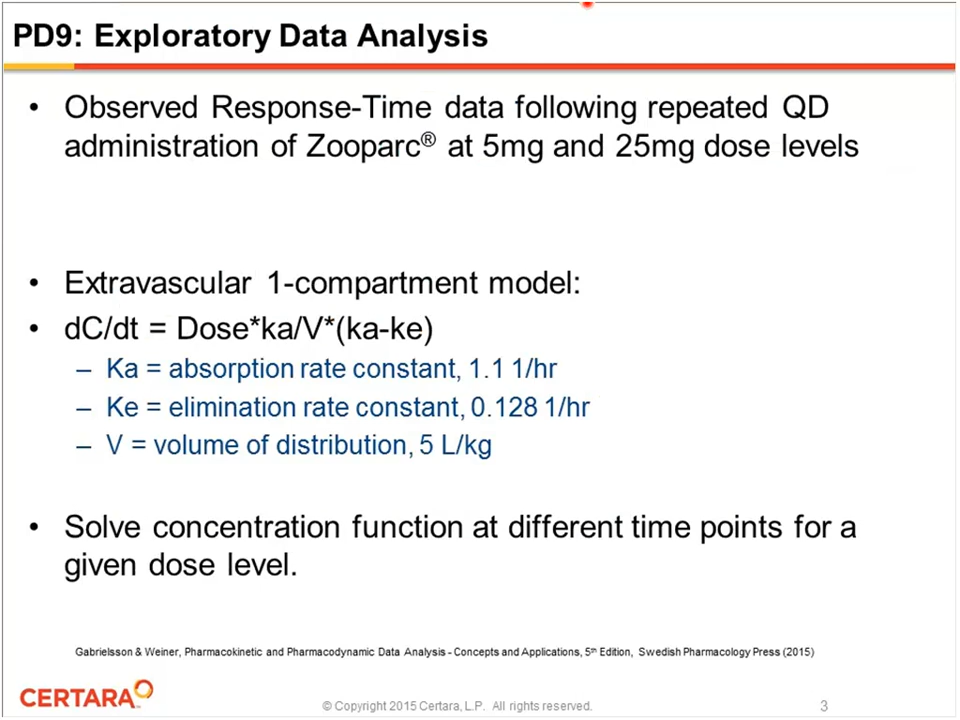 PD9: Exploratory Data Analysis
• Observed Response-Time data following repeated QD
administration of Zooparc® at 5mg and 25mg dose levels
• Extravascular 1-compartment model:
• dC/dt = Dose*ka/V*(ka-ke)
– Ka = absorption rate constant, 1.1 1/hr
– Ke = elimination rate constant, 0.128 1/hr
– V = volume of distribution, 5 L/kg
• Solve concentration function at different time points for a
given dose level.
Gabrielsson & Weiner, Pharmacokinetic and Pharmacodynamic Data Analysis - Concepts and Applications, 5th Edition, Swedish Pharmacology Press (2015)
CERTARA
© Copyright 2015 Certara, L.P. All rights reserved.
3